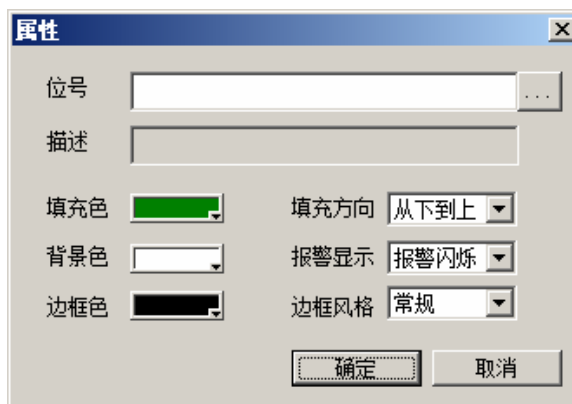 属性
位号
...
描述
填充色 填充方向 从下到上
背景色 报警显示 报警闪烁
边框色 边框风格 常规
确定 取消